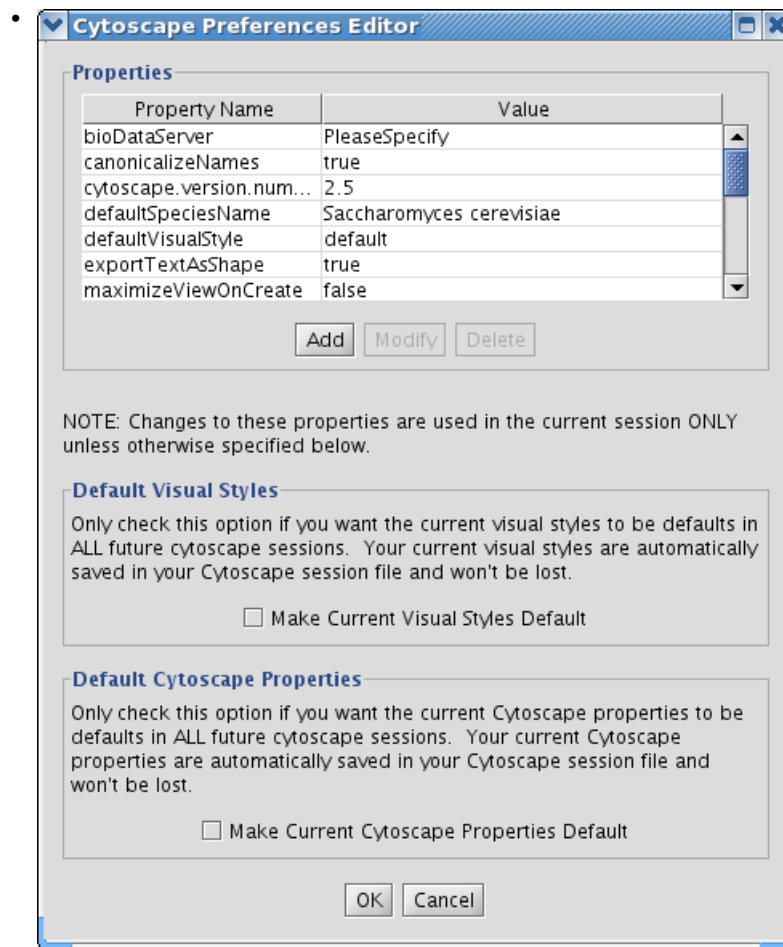 Cytoscape Preferences Editor
Properties
Property Name Value
bioDataServer PleaseSpecify
canonicalizeNames true
cytoscape.version.num... 2.5
defaultSpeciesName Saccharomyces cerevisiae
defaultVisualStyle default
exportTextAsShape true
maximizeViewOnCreate false
Add Modify Delete
NOTE: Changes to these properties are used in the current session ONLY
unless otherwise specified below.
Default Visual Styles
Only check this option if you want the current visual styles to be defaults in
ALL future cytoscape sessions.  Your current visual styles are automatically
saved in your Cytoscape session file and won't be lost.
Make Current Visual Styles Default
Default Cytoscape Properties
Only check this option if you want the current Cytoscape properties to be
defaults in ALL future cytoscape sessions.  Your current Cytoscape
properties are automatically saved in your Cytoscape session file and
won't be lost.
Make Current Cytoscape Properties Default
OK Cancel